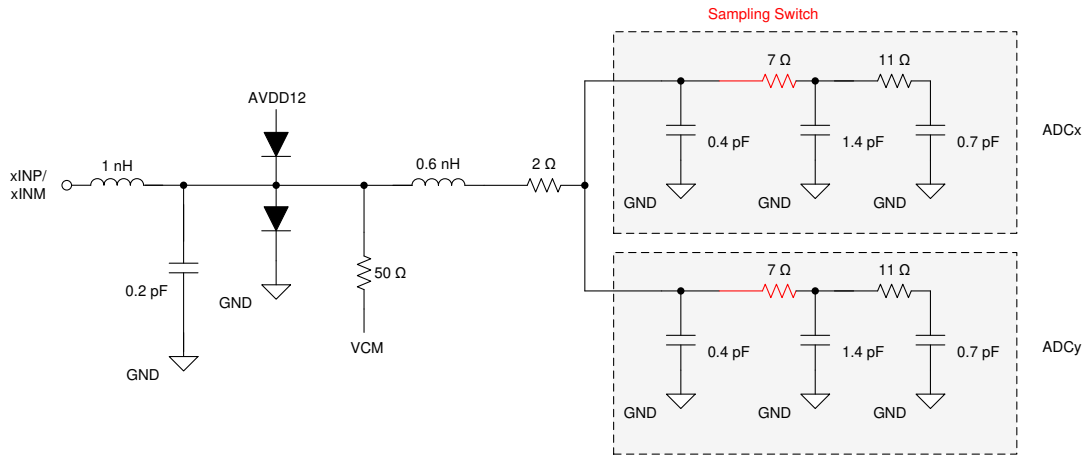 Sampling Switch
7 Ω
11 Ω
AVDD12
0.4 pF
1.4 pF
0.7 pF
ADCx
xINP/
xINM
1 nH
0.6 nH
2 Ω
GND
GND
GND
7 Ω
11 Ω
0.2 pF
GND
50 Ω
VCM
0.4 pF
1.4 pF
0.7 pF
ADCy
GND
GND
GND
GND